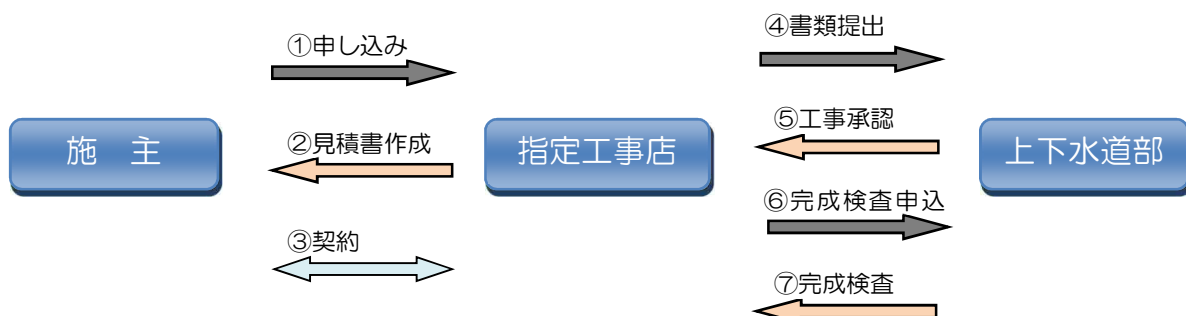 ①申し込み
④書類提出
②見積書作成
⑤工事承認
施　主
指定工事店
上下水道部
⑥完成検査申込
③契約
⑦完成検査